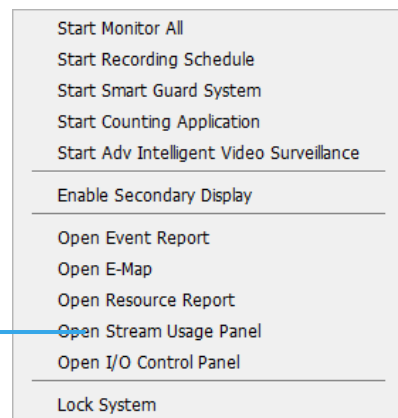 Start Monitor All
Start Recording Schedule
Start Smart Guard System
Start Counting Application
Start Adv Intelligent Video Surveillance
Enable Secondary Display
Open Event Report
Open E-Map
Open Resource Report
Open Stream Usage Panel
Open I/O Control Panel
Lock System